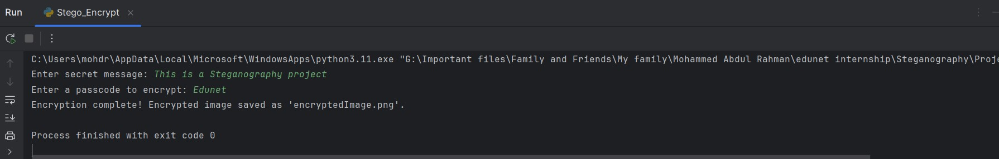 Run Stego_Encrypt
C:\Users\mohdr\AppData\Local\Microsoft\WindowsApps\python3.11.exe "G:\Important files\Family and Friends\My family\Mohammed Abdul Rahman\edunet internship\Steganography\Proje
Enter secret message: This is a Steganography project
Enter a passcode to encrypt: Edunet
Encryption complete! Encrypted image saved as 'encryptedImage.png'.
Process finished with exit code 0